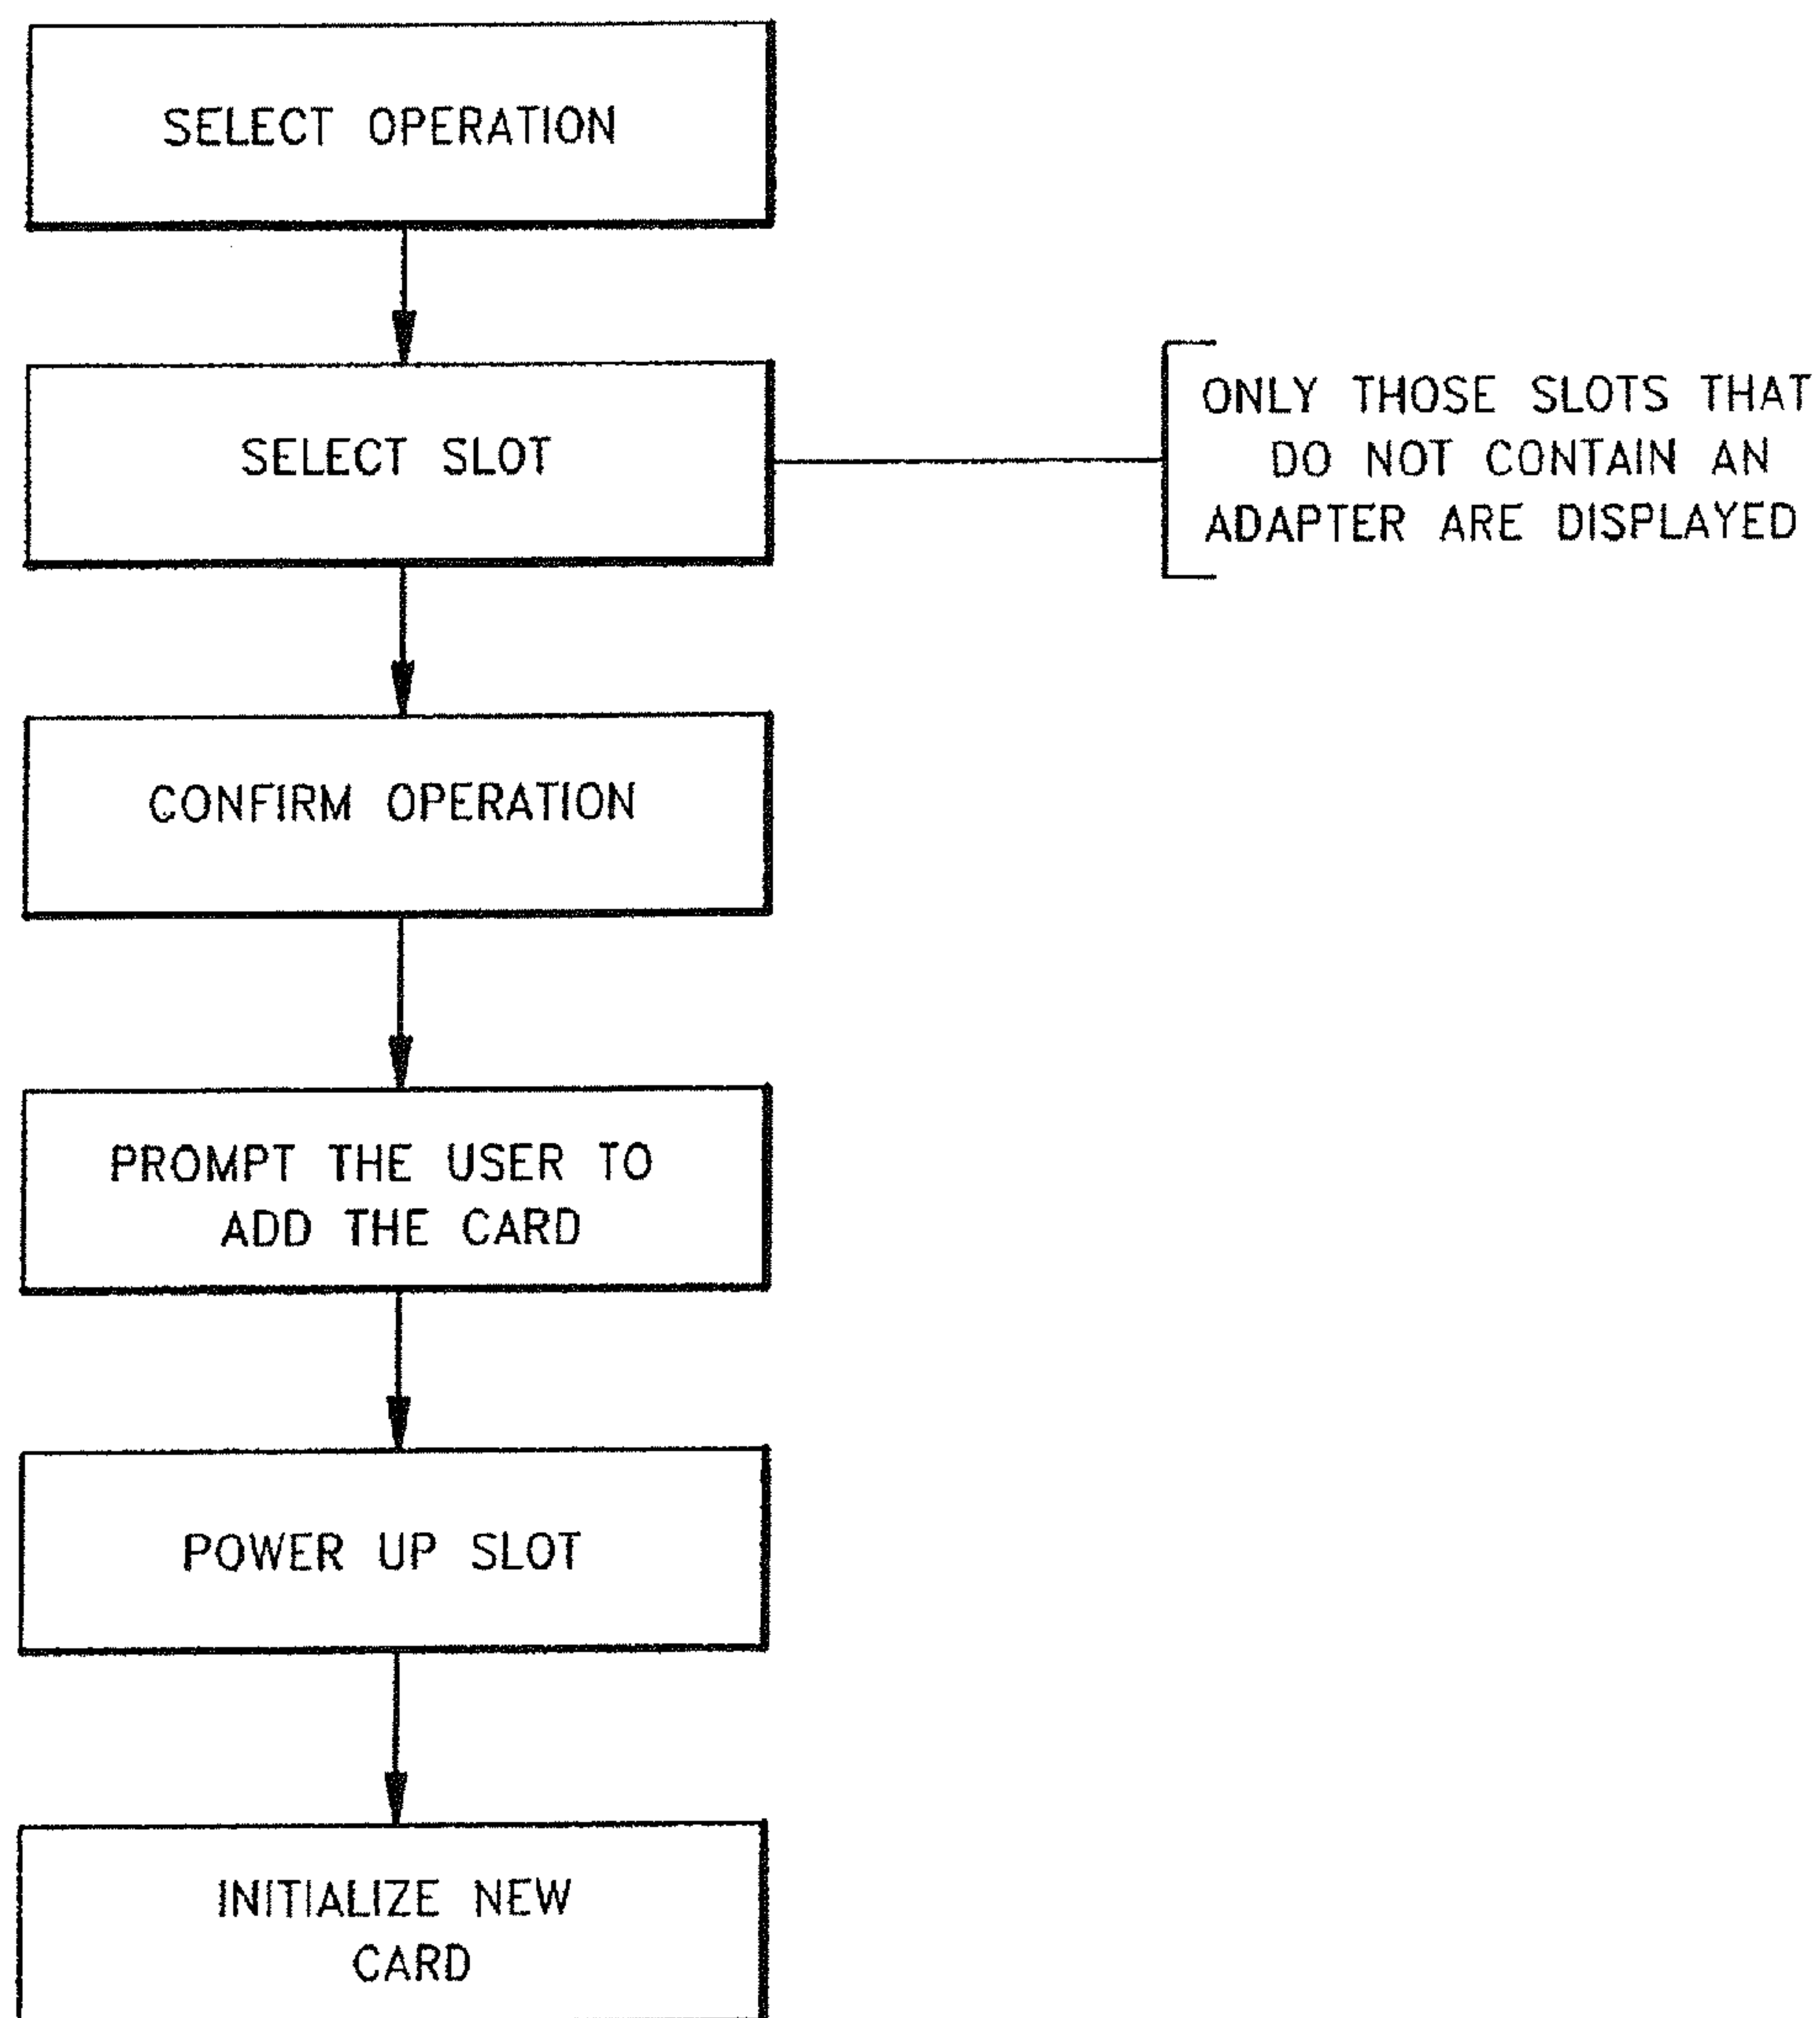 SELECT OPERATION
SELECT SLOT
ONLY THOSE SLOTS THAT
DO NOT CONTAIN AN
ADAPTER ARE DISPLAYED
CONFIRM OPERATION
PROMPT THE USER TO
ADD THE CARD
POWER UP SLOT
INITIALIZE NEW
CARD